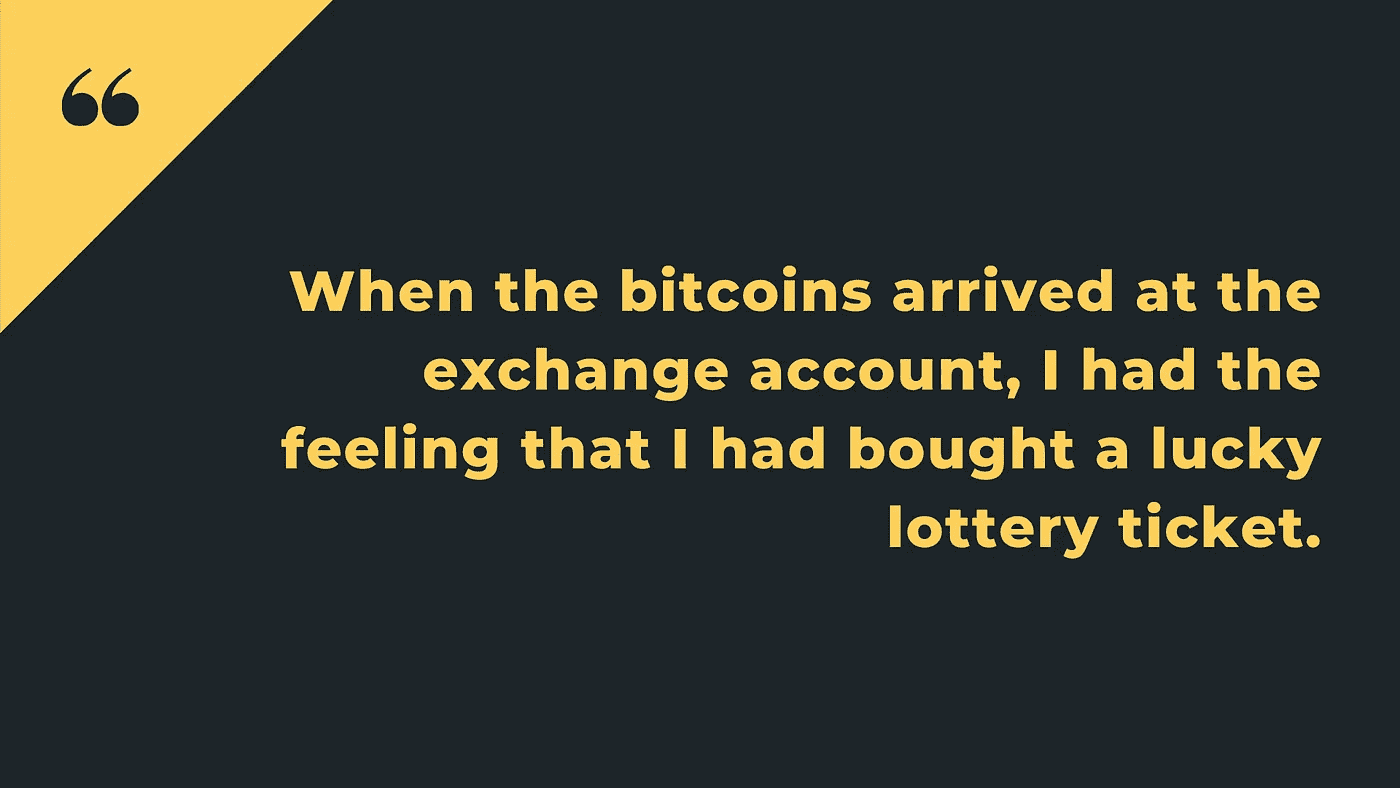 “
When the bitcoins arrived at the
exchange account, I had the
feeling that I had bought a lucky
lottery ticket.